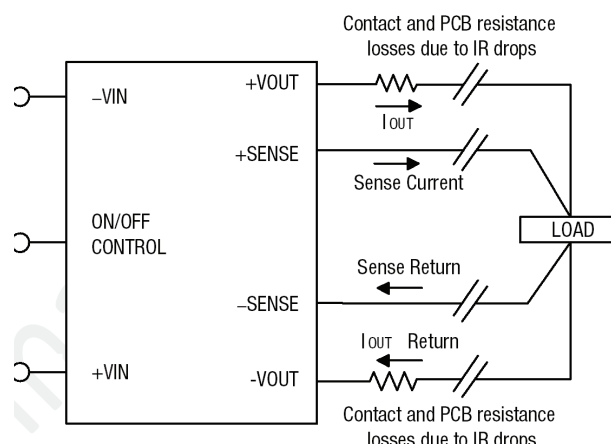 Contact and PCB resistance
losses due to IR drops
+VOUT
–VIN
IOUT
+SENSE
Sense Current
ON/OFF
CONTROL
LOAD
Sense Return
–SENSE
IOUT Return
+VIN
-VOUT
Contact and PCB resistance
losses due to IR drops